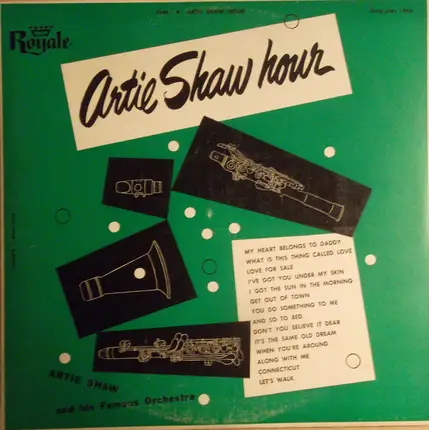 Royale
Artie Shaw hour
MY HEART BELONGS TO DADDY
WHAT IS THIS THING CALLED LOVE
LOVE FOR SALE
I'VE GOT YOU UNDER MY SKIN
I GOT THE SUN IN THE MORNING
GET OUT OF TOWN
YOU DO SOMETHING TO ME
AND SO TO BED
DON'T YOU BELIEVE IT DEAR
IT'S THE SAME OLD DREAM
WHEN YOU'RE AROUND
ALONG WITH ME
CONNECTICUT
LET'S WALK
ARTIE SHAW
and his Famous Orchestra